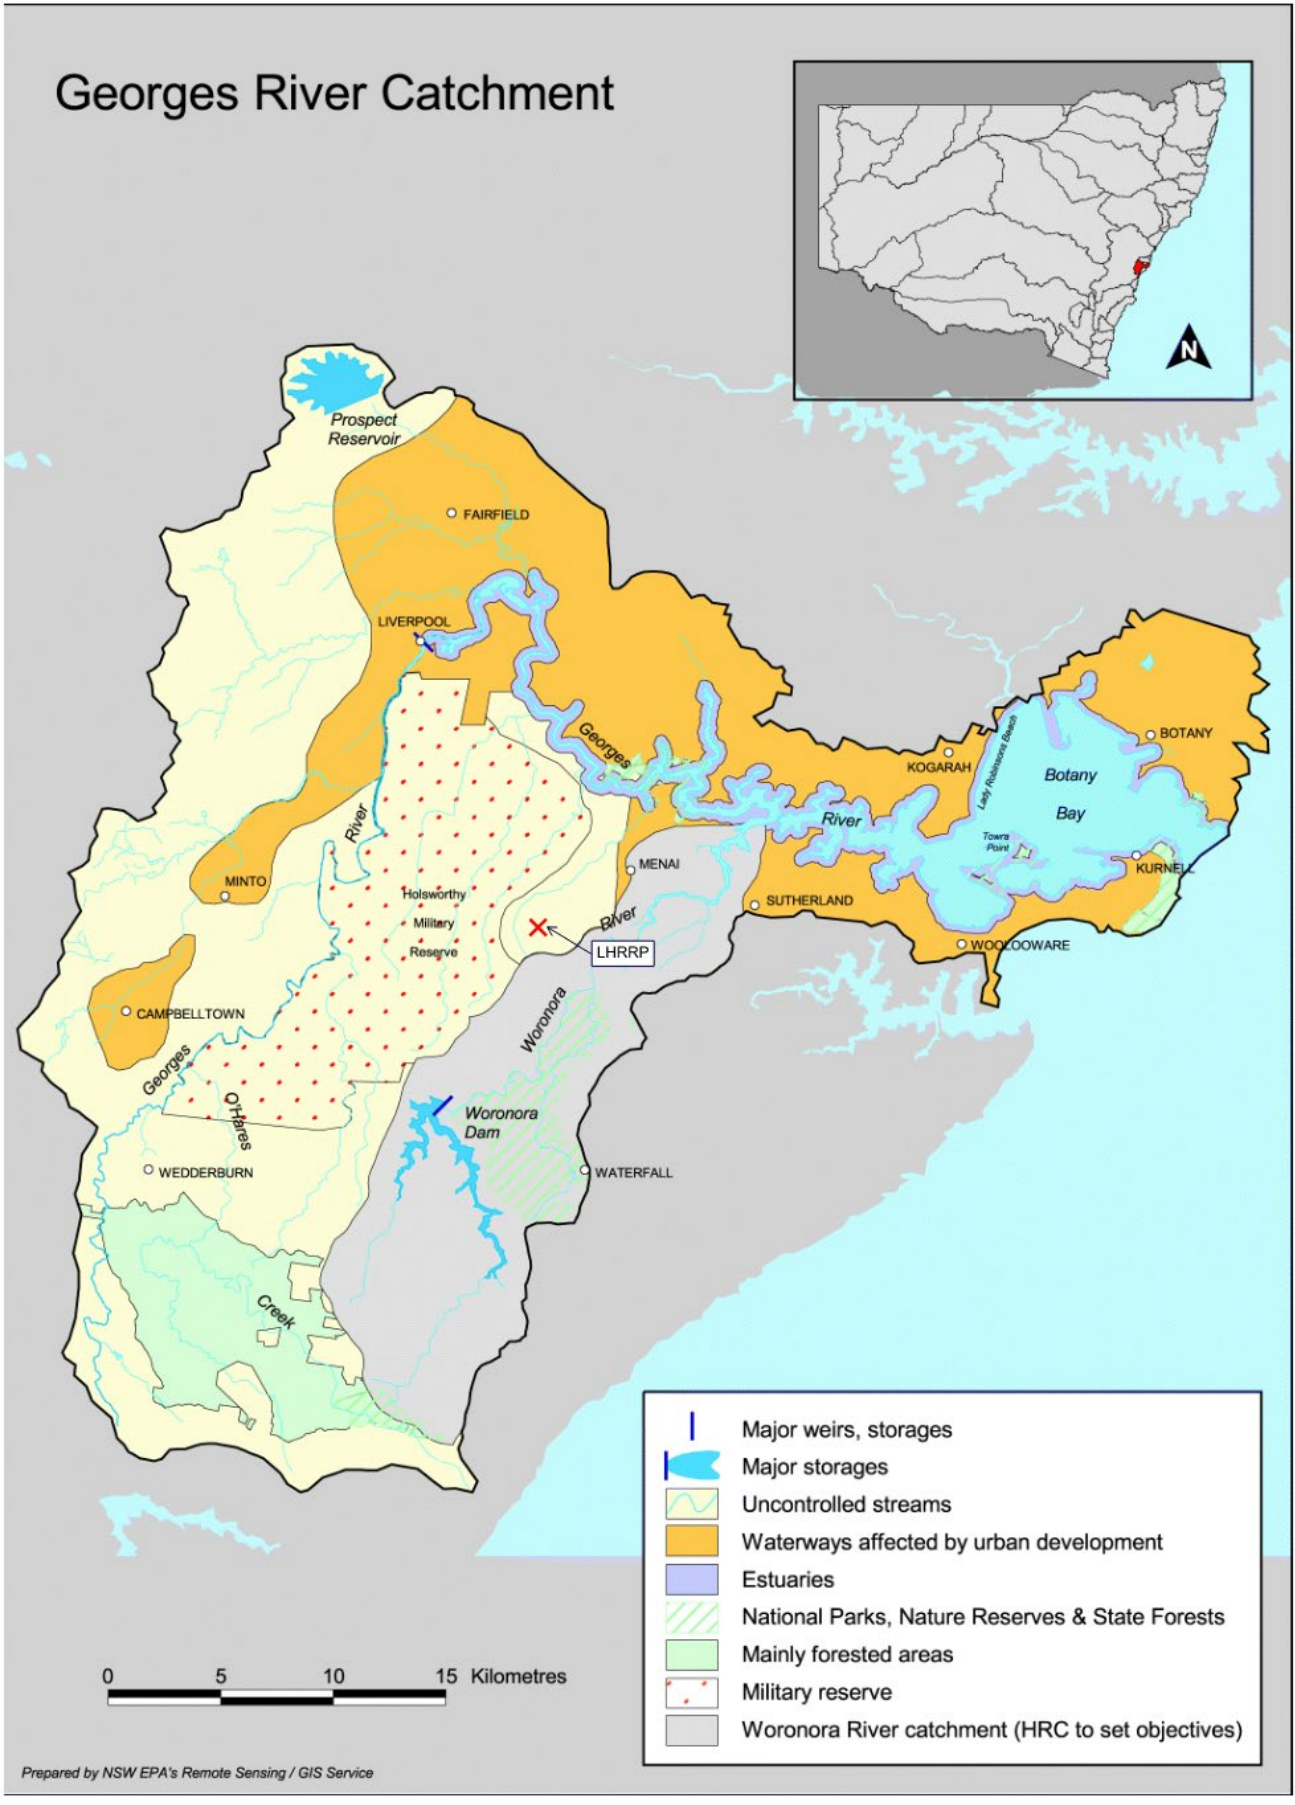 Georges River Catchment
N
Prospect
Reservoir
FAIRFIELD
LIVERPOOL
Georges
River
KOGARAH
Lady Robinsons Beach
Botany
Bay
BOTANY
Towra
Point
KURNELL
River
MINTO
MENAI
Holsworthy
Military
Reserve
SUTHERLAND
River
LHRRP
WOOLOOWARE
CAMPBELLTOWN
Woronora
Georges
O'Hares
Woronora
Dam
WEDDERBURN
WATERFALL
Creek
Major weirs, storages
Major storages
Uncontrolled streams
Waterways affected by urban development
Estuaries
National Parks, Nature Reserves & State Forests
Mainly forested areas
Military reserve
Woronora River catchment (HRC to set objectives)
0 5 10 15 Kilometres
Prepared by NSW EPA's Remote Sensing / GIS Service